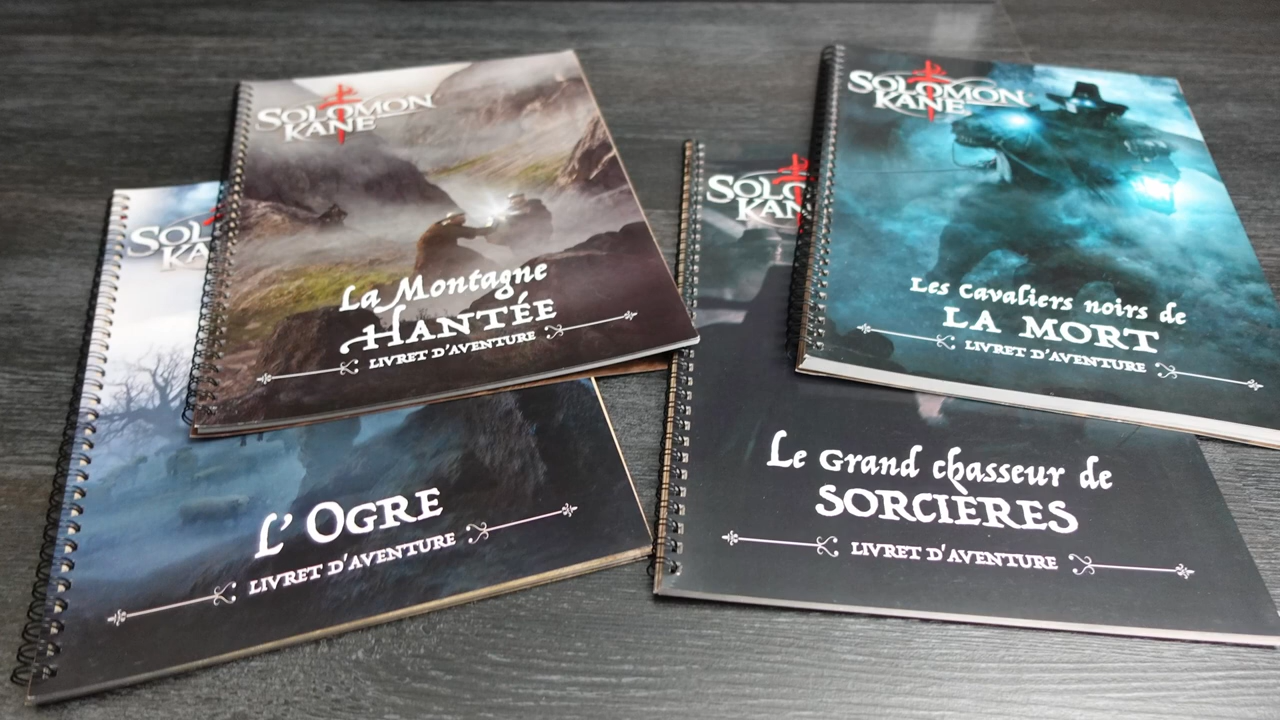 SOLOMON
KANE
La Montagne
HANTÉE
LIVRET D'AVENTURE
SOLOMON
KANE
Les Cavaliers noirs de
LA MORT
LIVRET D'AVENTURE
L'OGRE
LIVRET D'AVENTURE
Le Grand chasseur de
SORCIÈRES
LIVRET D'AVENTURE